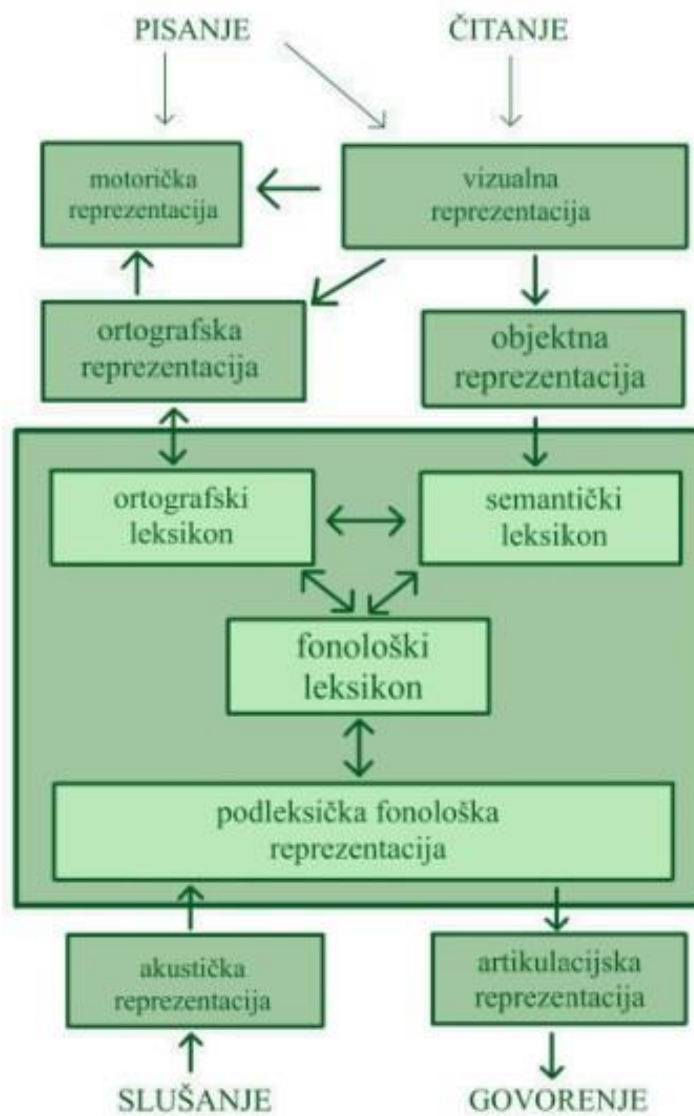 PISANJE
ČITANJE
motorička
reprezentacija
vizualna
reprezentacija
ortografska
reprezentacija
objektna
reprezentacija
ortografski
leksikon
semantički
leksikon
fonološki
leksikon
podleksička fonološka
reprezentacija
akustička
reprezentacija
artikulacijska
reprezentacija
SLUŠANJE
GOVORENJE